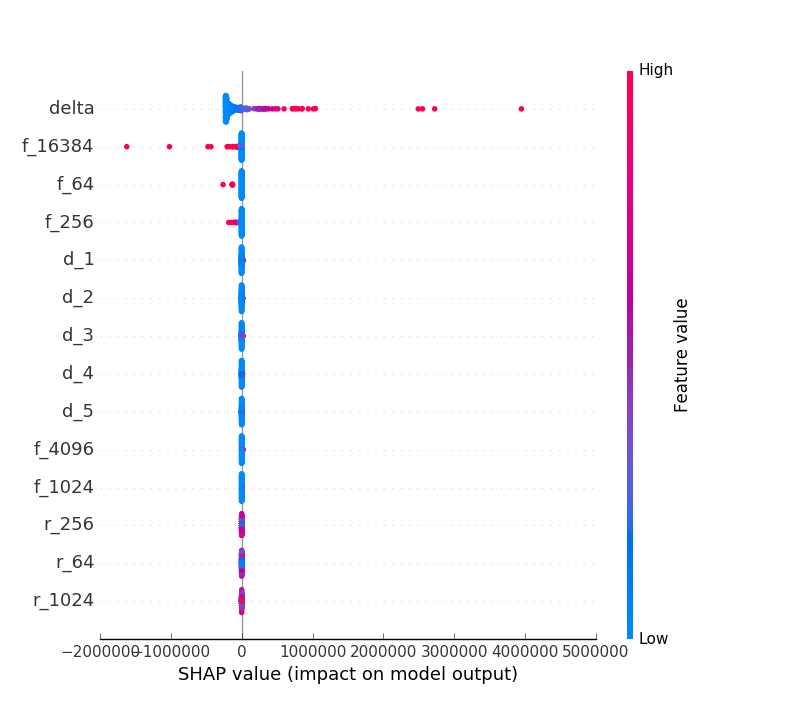 High
delta
f_16384
f_64
f_256
d_1
d_2
d_3
d_4
d_5
f_4096
f_1024
r_256
r_64
r_1024
Feature value
Low
−2000000 −1000000 0 1000000 2000000 3000000 4000000 5000000
SHAP value (impact on model output)